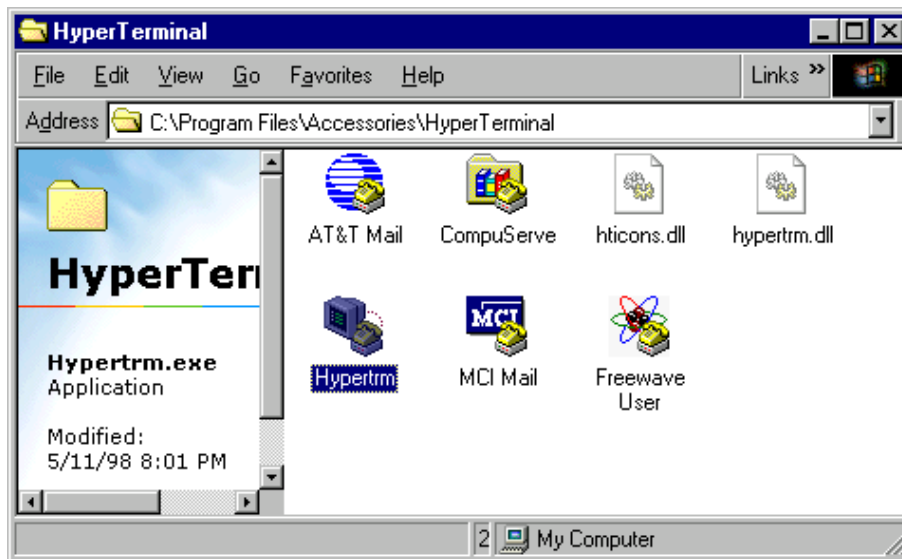 HyperTerminal
File Edit View Go Favorites Help Links »
Address C:\Program Files\Accessories\HyperTerminal
HyperTer
Hypertrm.exe
Application
Modified:
5/11/98 8:01 PM
AT&T Mail CompuServe hticons.dll hypertrm.dll
MCI
Hypertrm MCI Mail Freewave
User
2 My Computer